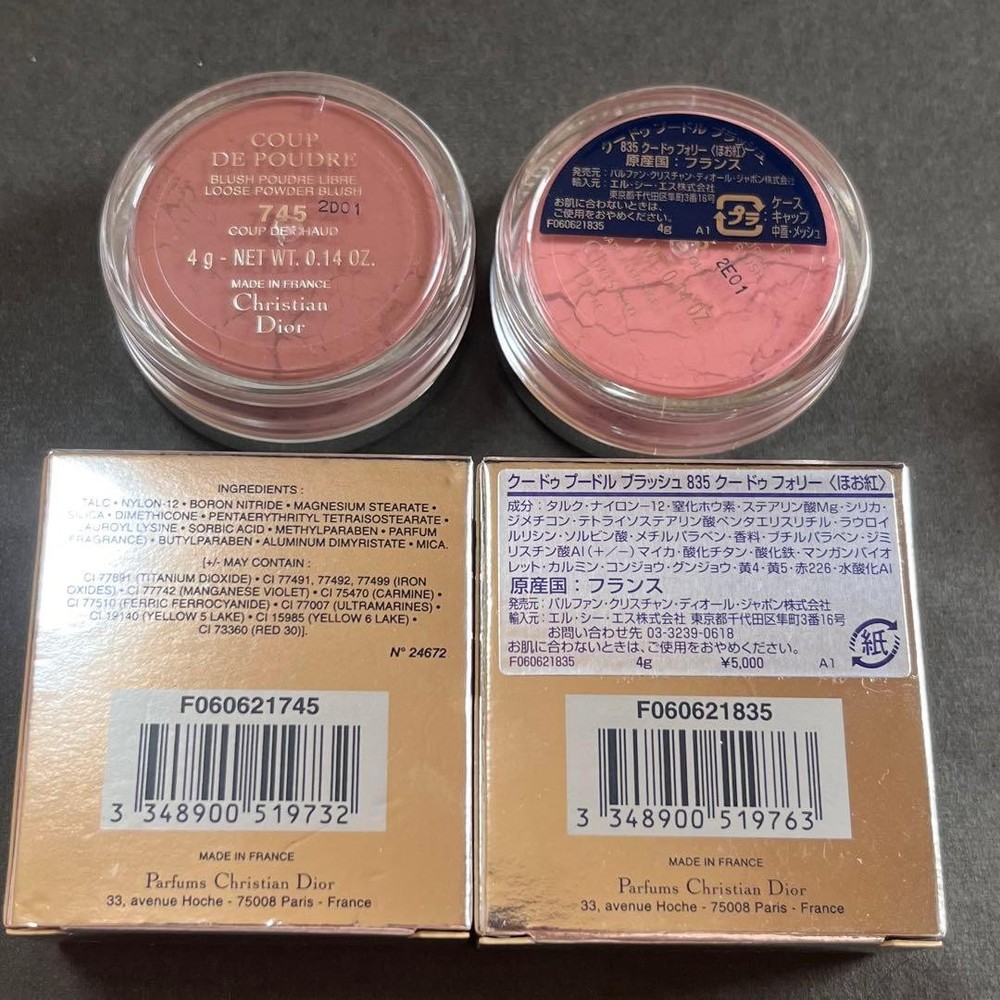 COUP
DE POUDRE
BLUSH POUDRE LIBRE
LOOSE POWDER BLUSH
745 2D01
COUP DE CHAUD
4 g - NET WT. 0.14 OZ.
MADE IN FRANCE
Christian
Dior
クードゥ プードル ブラッシュ
835 クードゥ フォリー〈ほお紅〉
原産国：フランス
発売元：パルファン・クリスチャン・ディオール・ジャポン株式会社
輸入元：エル・シー・エス株式会社
東京都千代田区隼町3番16号
お肌に合わないときは、
ご使用をおやめください。
F060621835 4g A1
プラ
ケース
キャップ
中皿・メッシュ
2E01
INGREDIENTS :
TALC • NYLON-12 • BORON NITRIDE • MAGNESIUM STEARATE •
SILICA • DIMETHICONE • PENTAERYTHRITYL TETRAISOSTEARATE •
LAUROYL LYSINE • SORBIC ACID • METHYLPARABEN • PARFUM
(FRAGRANCE) • BUTYLPARABEN • ALUMINUM DIMYRISTATE • MICA.
[+/- MAY CONTAIN :
CI 77891 (TITANIUM DIOXIDE) • CI 77491, 77492, 77499 (IRON
OXIDES) • CI 77742 (MANGANESE VIOLET) • CI 75470 (CARMINE) •
CI 77510 (FERRIC FERROCYANIDE) • CI 77007 (ULTRAMARINES) •
CI 19140 (YELLOW 5 LAKE) • CI 15985 (YELLOW 6 LAKE) •
CI 73360 (RED 30)].
N° 24672
F060621745
3 348900 519732
MADE IN FRANCE
Parfums Christian Dior
33, avenue Hoche - 75008 Paris - France
クードゥ プードル ブラッシュ 835 クードゥ フォリー〈ほお紅〉
成分：タルク・ナイロン-12・窒化ホウ素・ステアリン酸Mg・シリカ・
ジメチコン・テトライソステアリン酸ペンタエリスリチル・ラウロイ
ルリシン・ソルビン酸・メチルパラベン・香料・ブチルパラベン・ジミ
リスチン酸Al（+/-）マイカ・酸化チタン・酸化鉄・マンガンバイオ
レット・カルミン・コンジョウ・グンジョウ・黄4・黄5・赤226・水酸化Al
原産国：フランス
発売元：パルファン・クリスチャン・ディオール・ジャポン株式会社
輸入元：エル・シー・エス株式会社 東京都千代田区隼町3番16号
お問い合わせ先 03-3239-0618
お肌に合わないときは、ご使用をおやめください。
F060621835 4g ¥5,000 A1
紙
F060621835
3 348900 519763
MADE IN FRANCE
Parfums Christian Dior
33, avenue Hoche - 75008 Paris - France